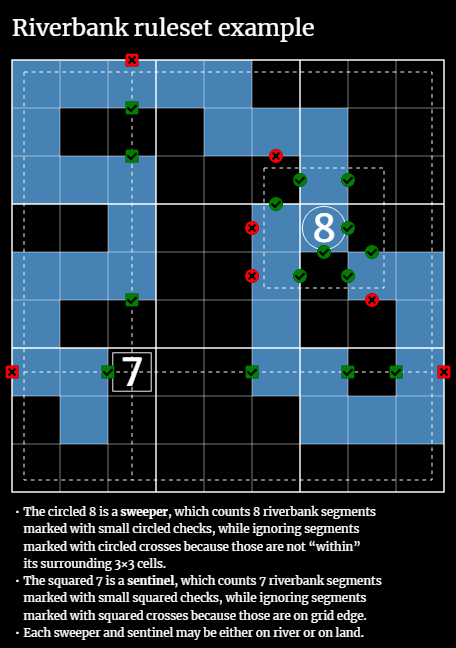 Riverbank ruleset example
8
7
· The circled 8 is a sweeper, which counts 8 riverbank segments
marked with small circled checks, while ignoring segments
marked with circled crosses because those are not “within”
its surrounding 3×3 cells.
· The squared 7 is a sentinel, which counts 7 riverbank segments
marked with small squared checks, while ignoring segments
marked with squared crosses because those are on grid edge.
· Each sweeper and sentinel may be either on river or on land.